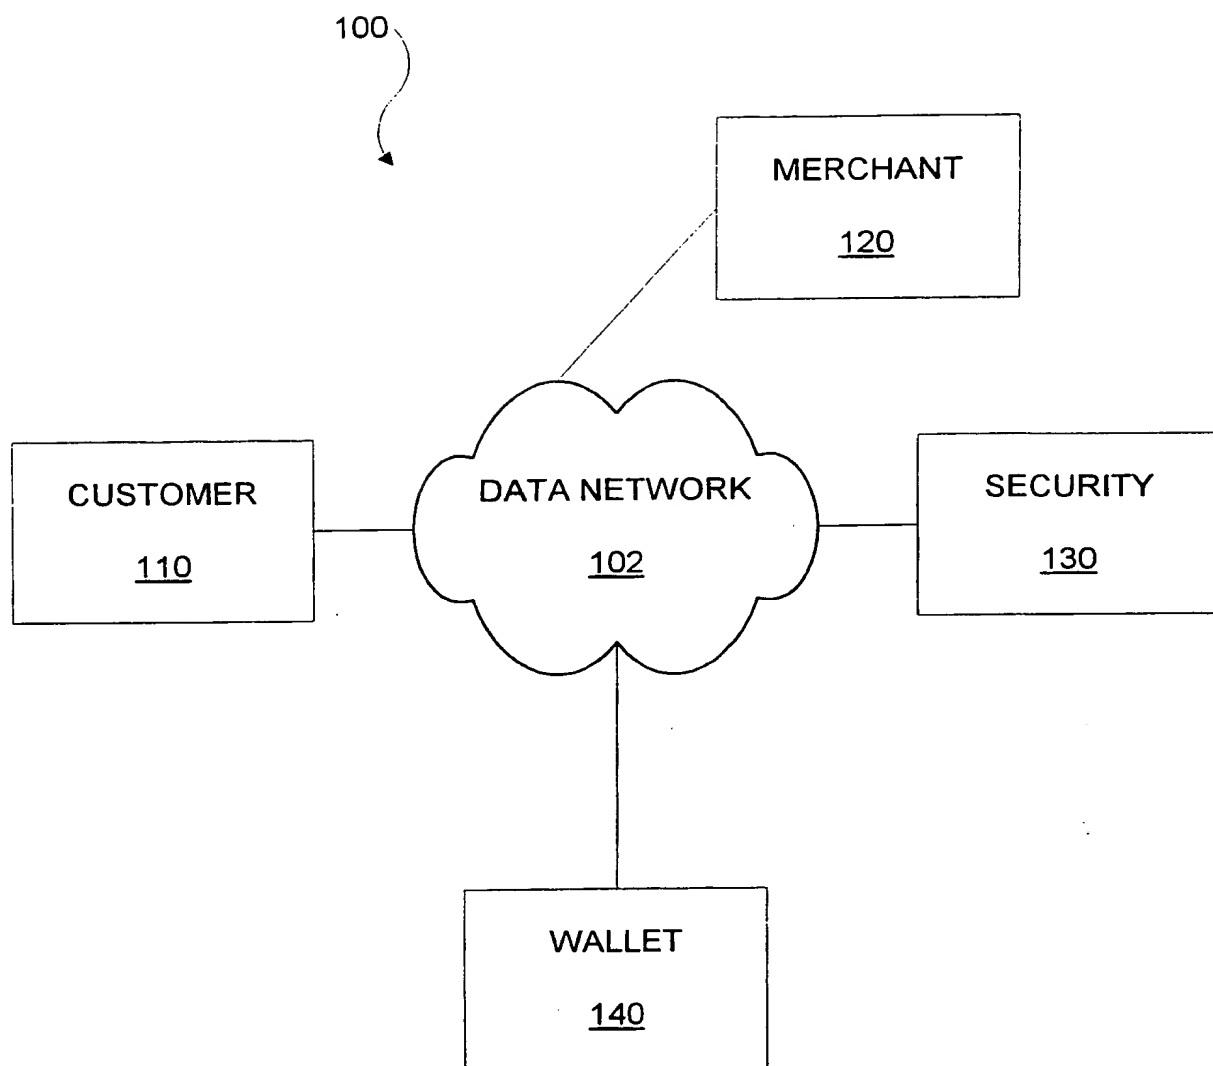 100
MERCHANT
120
CUSTOMER
110
DATA NETWORK
102
SECURITY
130
WALLET
140